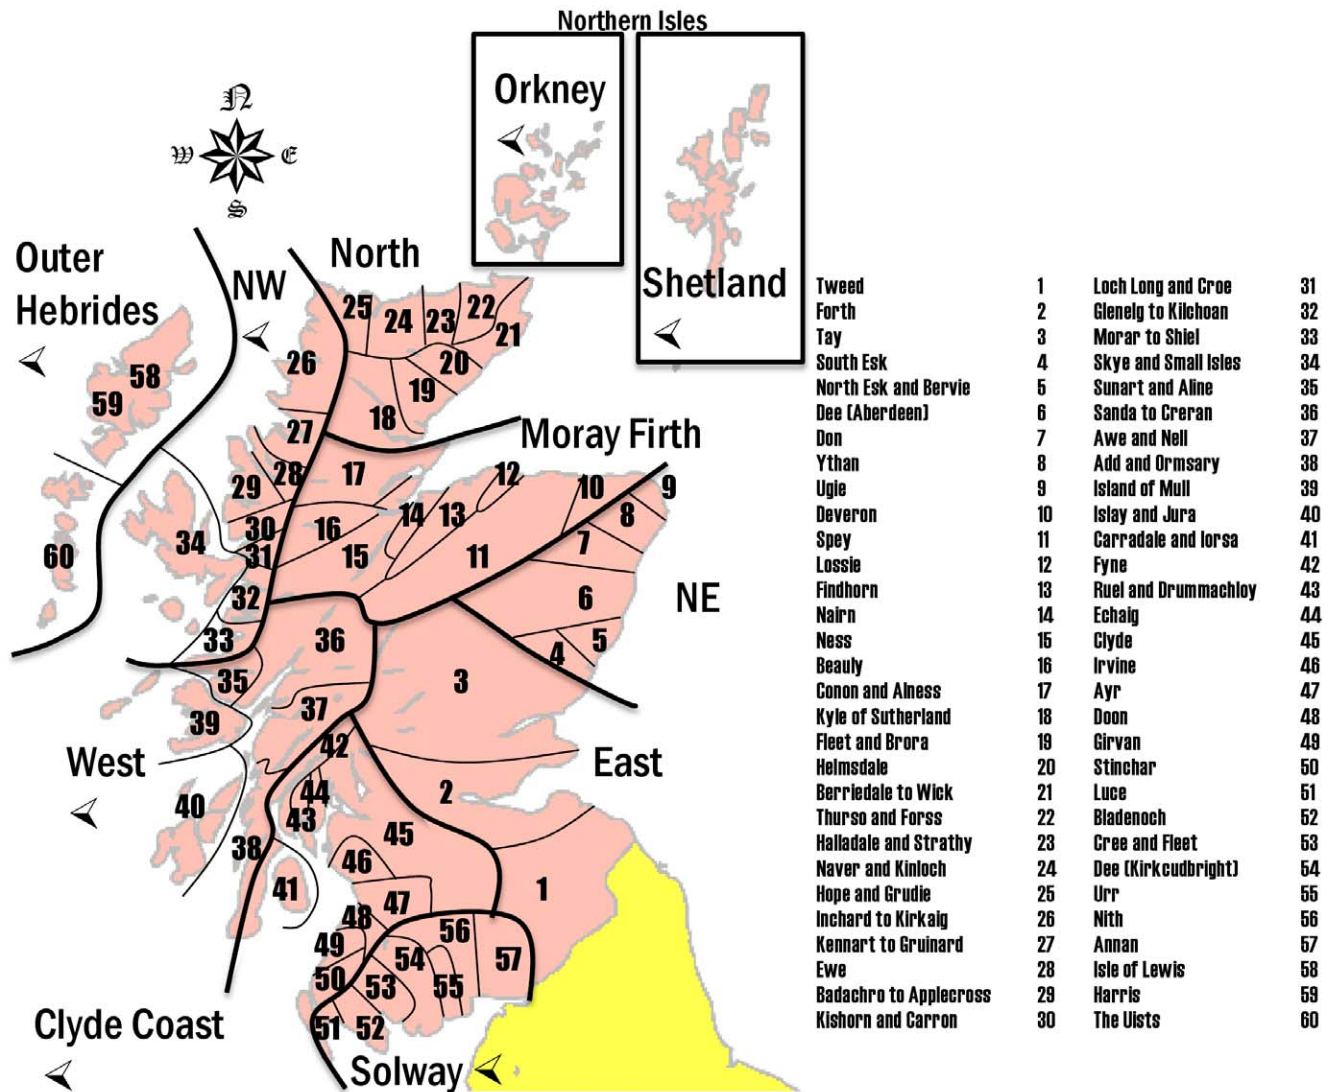 Northern Isles
Orkney
Shetland
N
W
E
S
Outer
Hebrides
NW
North
Moray Firth
NE
East
West
Clyde Coast
Solway
25
24
23
22
21
20
19
18
26
27
28
29
30
31
32
33
34
58
59
60
17
16
15
14
13
12
11
10
9
8
7
6
5
4
3
36
35
37
39
42
2
44
43
40
38
45
46
41
1
47
48
49
56
57
54
50
53
55
51
52
Tweed 1
Forth 2
Tay 3
South Esk 4
North Esk and Bervie 5
Dee (Aberdeen) 6
Don 7
Ythan 8
Ugie 9
Deveron 10
Spey 11
Lossie 12
Findhorn 13
Nairn 14
Ness 15
Beauly 16
Conon and Alness 17
Kyle of Sutherland 18
Fleet and Brora 19
Helmsdale 20
Berriedale to Wick 21
Thurso and Forss 22
Halladale and Strathy 23
Naver and Kinloch 24
Hope and Grudie 25
Inchard to Kirkaig 26
Kennart to Gruinard 27
Ewe 28
Badachro to Applecross 29
Kishorn and Carron 30
Loch Long and Croe 31
Glenelg to Kilchoan 32
Morar to Shiel 33
Skye and Small Isles 34
Sunart and Aline 35
Sanda to Creran 36
Awe and Nell 37
Add and Ormsary 38
Island of Mull 39
Islay and Jura 40
Carradale and Iorsa 41
Fyne 42
Ruel and Drummachloy 43
Echaig 44
Clyde 45
Irvine 46
Ayr 47
Doon 48
Girvan 49
Stinchar 50
Luce 51
Bladenoch 52
Cree and Fleet 53
Dee (Kirkcudbright) 54
Urr 55
Nith 56
Annan 57
Isle of Lewis 58
Harris 59
The Uists 60